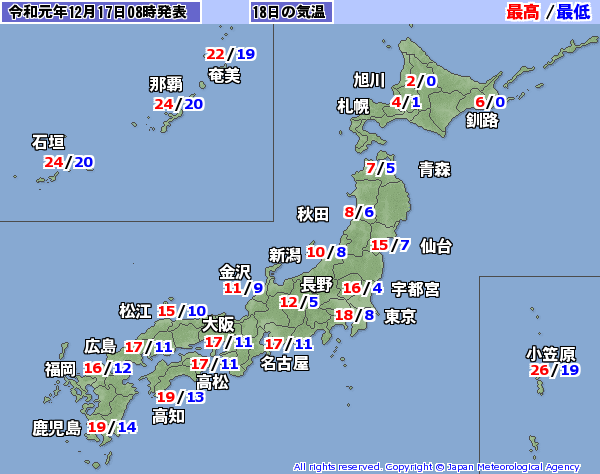 令和元年12月17日08時発表
18日の気温
最高/最低
22/19
奄美
那覇
24/20
石垣
24/20
旭川
2/0
札幌
4/1
6/0
釧路
7/5
青森
秋田
8/6
15/7
仙台
新潟
10/8
金沢
11/9
長野
12/5
16/4
宇都宮
18/8
東京
松江
15/10
大阪
17/11
17/11
名古屋
広島
17/11
17/11
高松
福岡
16/12
19/13
高知
鹿児島
19/14
小笠原
26/19
All rights reserved. Copyright © Japan Meteorological Agency